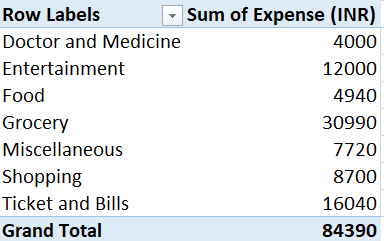 Row Labels Sum of Expense (INR)
Doctor and Medicine 4000
Entertainment 12000
Food 4940
Grocery 30990
Miscellaneous 7720
Shopping 8700
Ticket and Bills 16040
Grand Total 84390